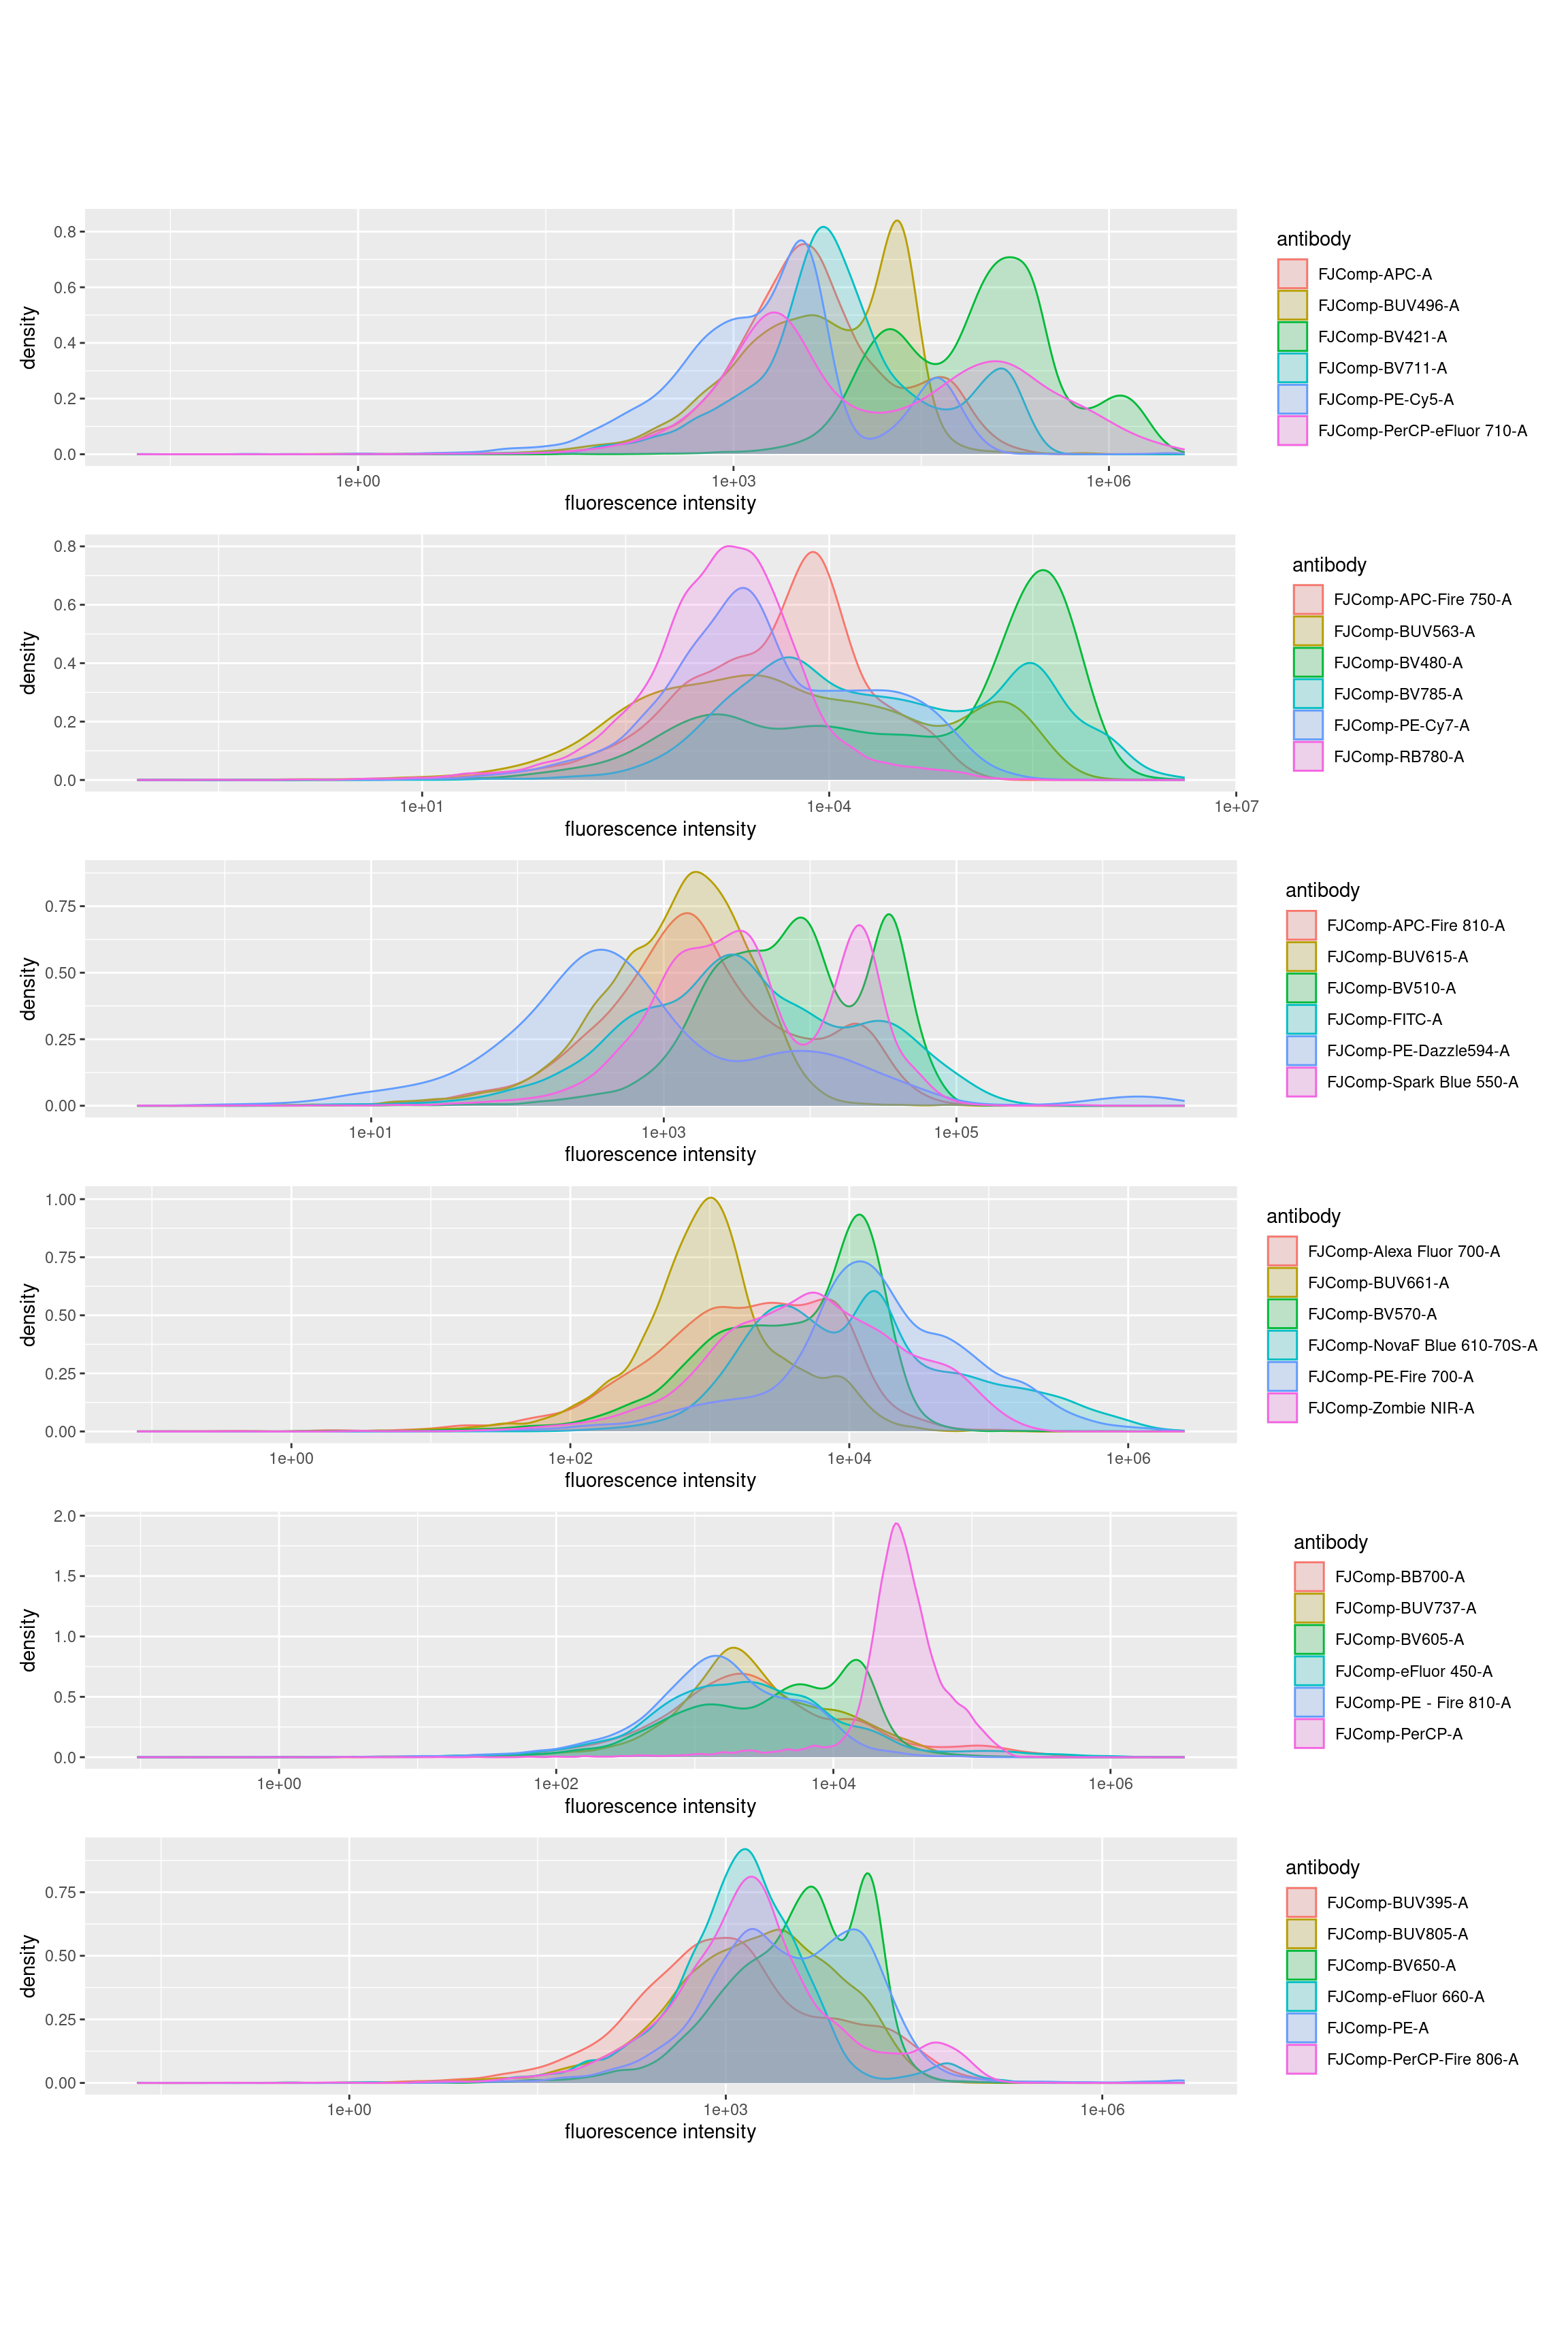 antibody
0.8
FJComp-APC-A
FJComp-BUV496-A
0.6
FJComp-BV421-A
density
0.4
FJComp-BV711-A
FJComp-PE-Cy5-A
0.2
FJComp-PerCP-eFluor 710-A
0.0
1e+00 1e+03 1e+06
fluorescence intensity
antibody
0.8
FJComp-APC-Fire 750-A
0.6
FJComp-BUV563-A
density
0.4
FJComp-BV480-A
FJComp-BV785-A
0.2
FJComp-PE-Cy7-A
FJComp-RB780-A
0.0
1e+01 1e+04 1e+07
fluorescence intensity
antibody
0.75
FJComp-APC-Fire 810-A
FJComp-BUV615-A
0.50
density
FJComp-BV510-A
FJComp-FITC-A
0.25
FJComp-PE-Dazzle594-A
FJComp-Spark Blue 550-A
0.00
1e+01 1e+03 1e+05
fluorescence intensity
1.00
antibody
FJComp-Alexa Fluor 700-A
0.75
FJComp-BUV661-A
0.50
density
FJComp-BV570-A
FJComp-NovaF Blue 610-70S-A
0.25
FJComp-PE-Fire 700-A
FJComp-Zombie NIR-A
0.00
1e+00 1e+02 1e+04 1e+06
fluorescence intensity
2.0
antibody
1.5
FJComp-BB700-A
FJComp-BUV737-A
1.0
density
FJComp-BV605-A
FJComp-eFluor 450-A
0.5
FJComp-PE - Fire 810-A
FJComp-PerCP-A
0.0
1e+00 1e+02 1e+04 1e+06
fluorescence intensity
antibody
0.75
FJComp-BUV395-A
FJComp-BUV805-A
0.50
density
FJComp-BV650-A
FJComp-eFluor 660-A
0.25
FJComp-PE-A
FJComp-PerCP-Fire 806-A
0.00
1e+00 1e+03 1e+06
fluorescence intensity